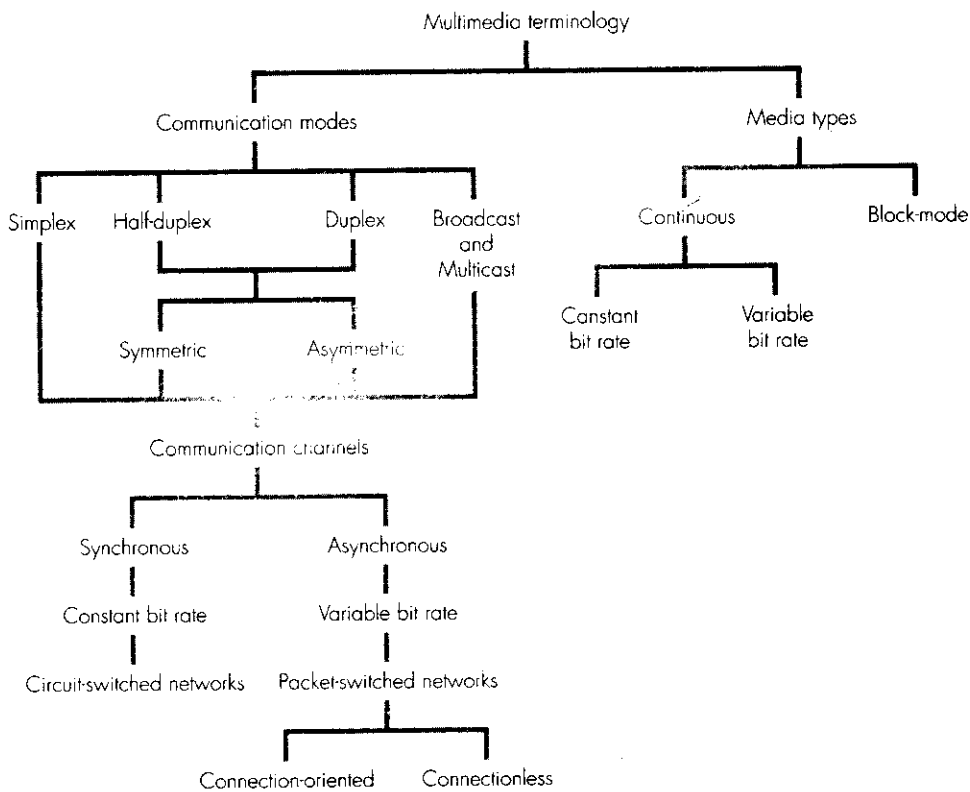 Multimedia terminology
Communication modes
Media types
Simplex
Half-duplex
Duplex
Broadcast
and
Multicast
Continuous
Block-mode
Constant
bit rate
Variable
bit rate
Symmetric
Asymmetric
Communication channels
Synchronous
Asynchronous
Constant bit rate
Variable bit rate
Circuit-switched networks
Packet-switched networks
Connection-oriented
Connectionless